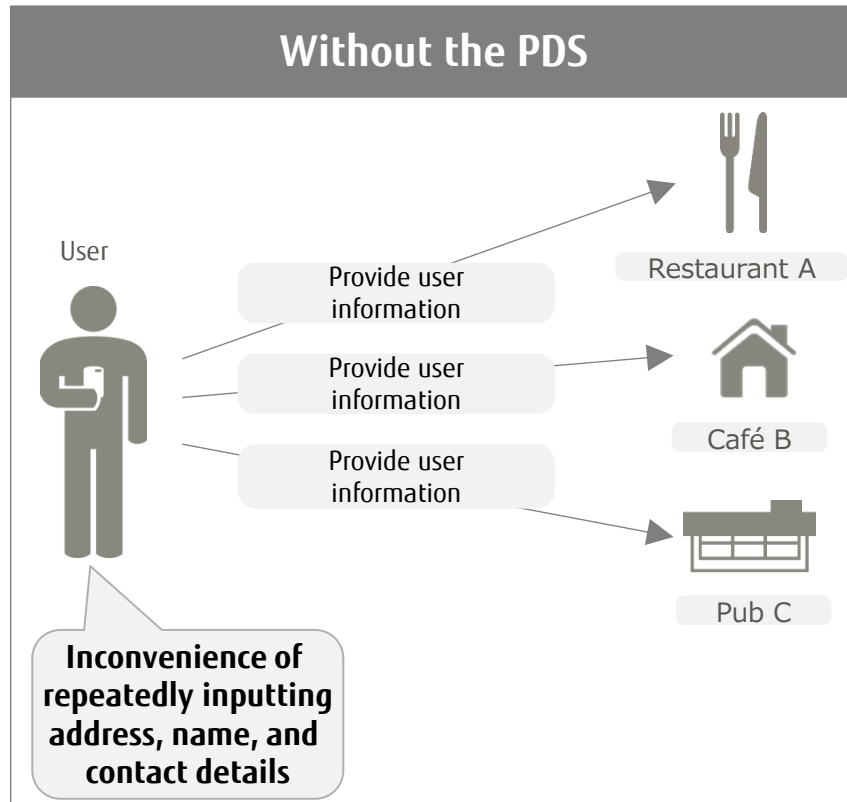 Without the PDS
User
Provide user
information
Restaurant A
Provide user
information
Café B
Provide user
information
Pub C
Inconvenience of
repeatedly inputting
address, name, and
contact details